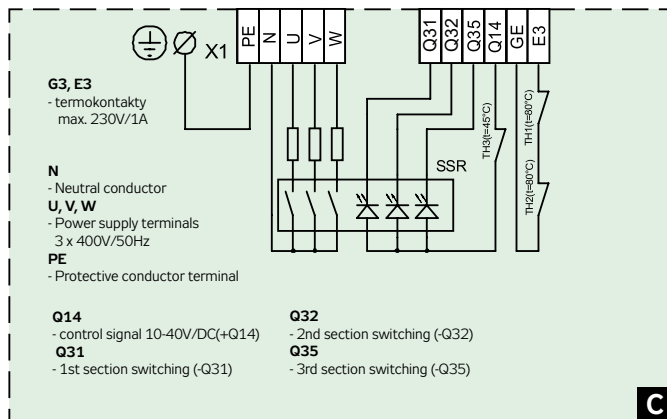 X1
PE
N
U
V
W
Q31
Q32
Q35
Q14
GE
E3
G3, E3
- termokontakty
max. 230V/1A
TH3(t=45°C)
TH1(t=80°C)
TH2(t=80°C)
SSR
N
- Neutral conductor
U, V, W
- Power supply terminals
3 x 400V/50Hz
PE
- Protective conductor terminal
Q14
- control signal 10-40V/DC(+Q14)
Q31
- 1st section switching (-Q31)
Q32
- 2nd section switching (-Q32)
Q35
- 3rd section switching (-Q35)
C